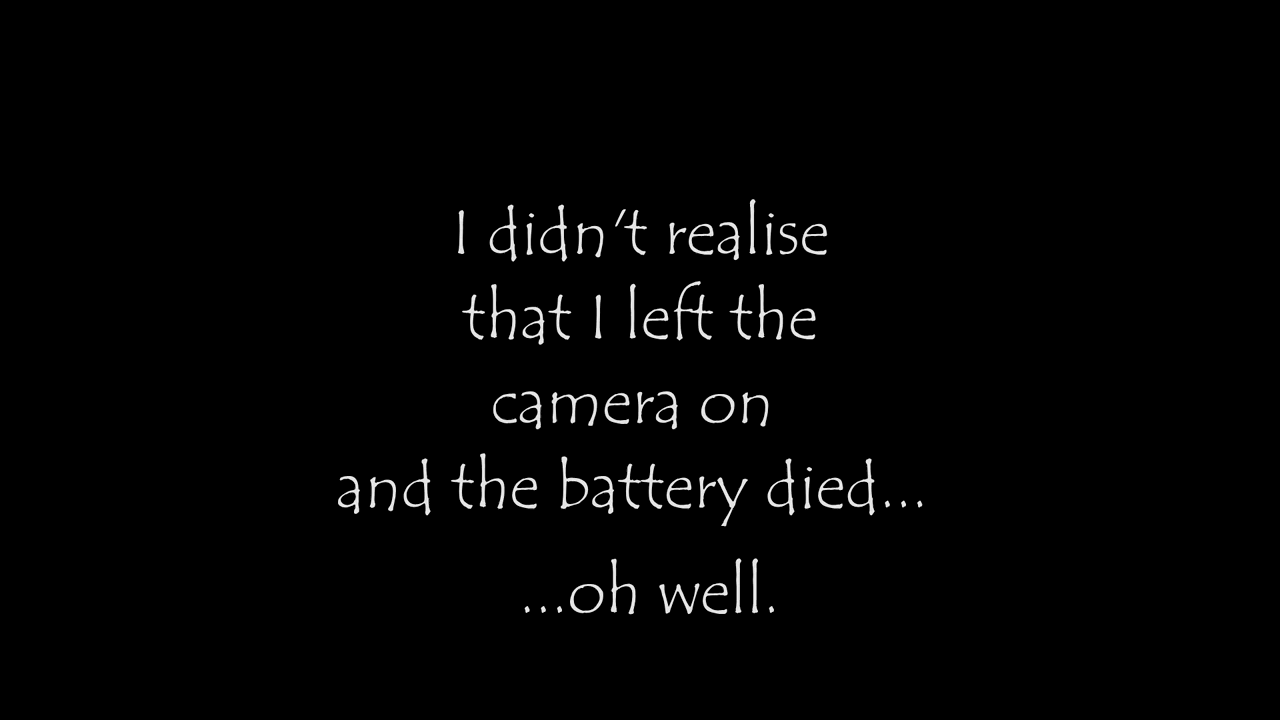 I didn't realise
that I left the
camera on
and the battery died...
...oh well.